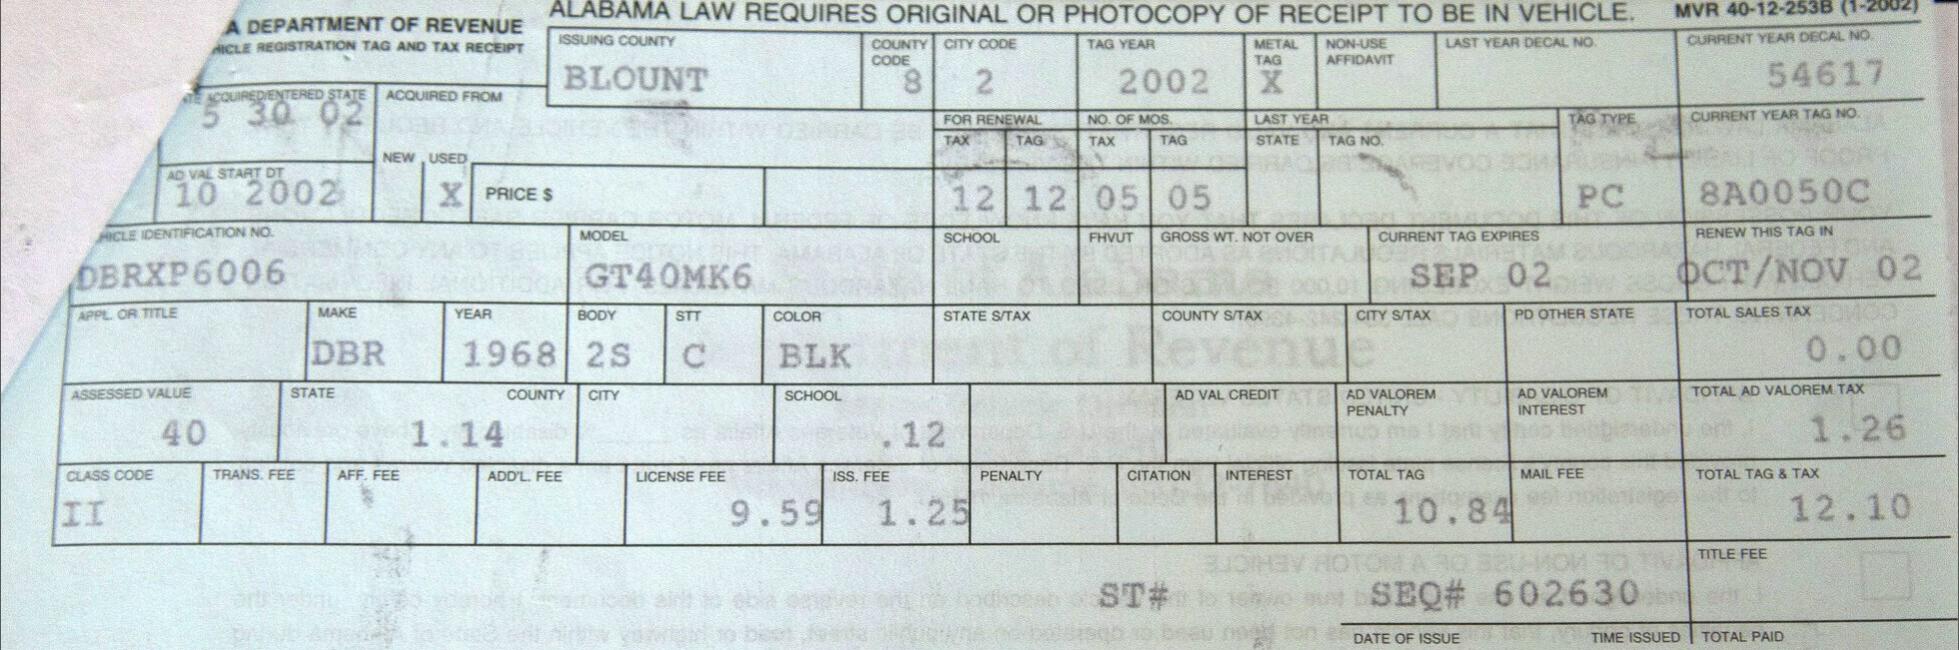 ALABAMA LAW REQUIRES ORIGINAL OR PHOTOCOPY OF RECEIPT TO BE IN VEHICLE. MVR 40-12-253B (1-2002)
A DEPARTMENT OF REVENUE
HICLE REGISTRATION TAG AND TAX RECEIPT
ISSUING COUNTY COUNTY CODE CITY CODE TAG YEAR METAL TAG NON-USE AFFIDAVIT LAST YEAR DECAL NO. CURRENT YEAR DECAL NO.
BLOUNT 8 2 2002 X 54617
TE ACQUIRED/ENTERED STATE ACQUIRED FROM
5 30 02
FOR RENEWAL NO. OF MOS. LAST YEAR TAG TYPE CURRENT YEAR TAG NO.
TAX TAG TAX TAG STATE TAG NO.
AD VAL START DT NEW USED
10 2002 X PRICE $ 12 12 05 05 PC 8A0050C
HICLE IDENTIFICATION NO. MODEL SCHOOL FHVUT GROSS WT. NOT OVER CURRENT TAG EXPIRES RENEW THIS TAG IN
DBRXP6006 GT40MK6 SEP 02 OCT/NOV 02
APPL. OR TITLE MAKE YEAR BODY STT COLOR STATE S/TAX COUNTY S/TAX CITY S/TAX PD OTHER STATE TOTAL SALES TAX
DBR 1968 2S C BLK 0.00
ASSESSED VALUE STATE COUNTY CITY SCHOOL AD VAL CREDIT AD VALOREM PENALTY AD VALOREM INTEREST TOTAL AD VALOREM TAX
40 1.14 .12 1.26
CLASS CODE TRANS. FEE AFF. FEE ADD'L. FEE LICENSE FEE ISS. FEE PENALTY CITATION INTEREST TOTAL TAG MAIL FEE TOTAL TAG & TAX
II 9.59 1.25 10.84 12.10
TITLE FEE
ST# SEQ# 602630
DATE OF ISSUE TIME ISSUED TOTAL PAID